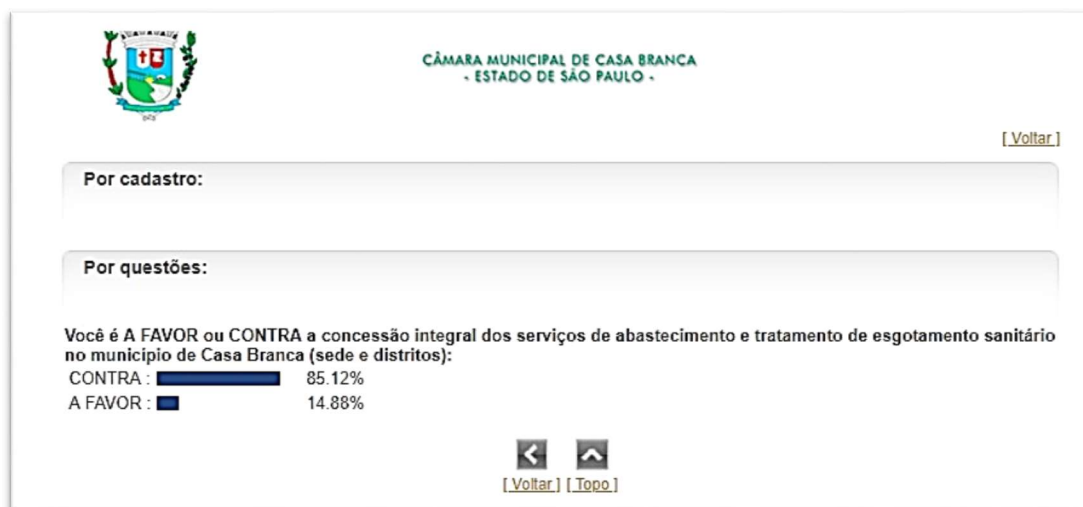 CÂMARA MUNICIPAL DE CASA BRANCA
- ESTADO DE SÃO PAULO -
[ Voltar ]
Por cadastro:
Por questões:
Você é A FAVOR ou CONTRA a concessão integral dos serviços de abastecimento e tratamento de esgotamento sanitário
no município de Casa Branca (sede e distritos):
CONTRA : 85.12%
A FAVOR : 14.88%
[ Voltar ] [ Topo ]